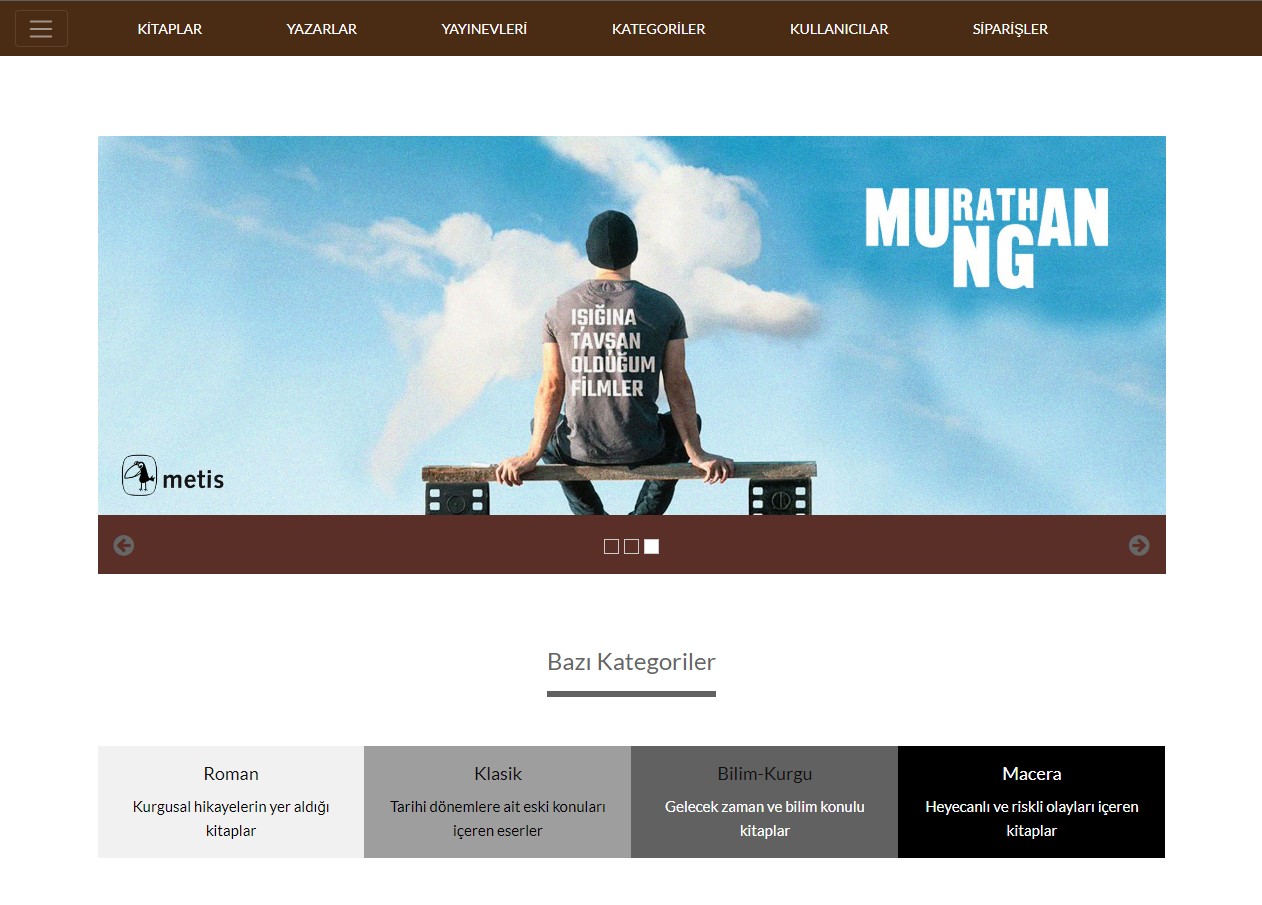 KİTAPLAR YAZARLAR YAYINEVLERİ KATEGORİLER KULLANICILAR SİPARİŞLER
MURATHAN
MUNGAN
IŞIĞINA
TAVŞAN
OLDUĞUM
FİLMLER
metis
Bazı Kategoriler
Roman
Kurgusal hikayelerin yer aldığı
kitaplar
Klasik
Tarihi dönemlere ait eski konuları
içeren eserler
Bilim-Kurgu
Gelecek zaman ve bilim konulu
kitaplar
Macera
Heyecanlı ve riskli olayları içeren
kitaplar